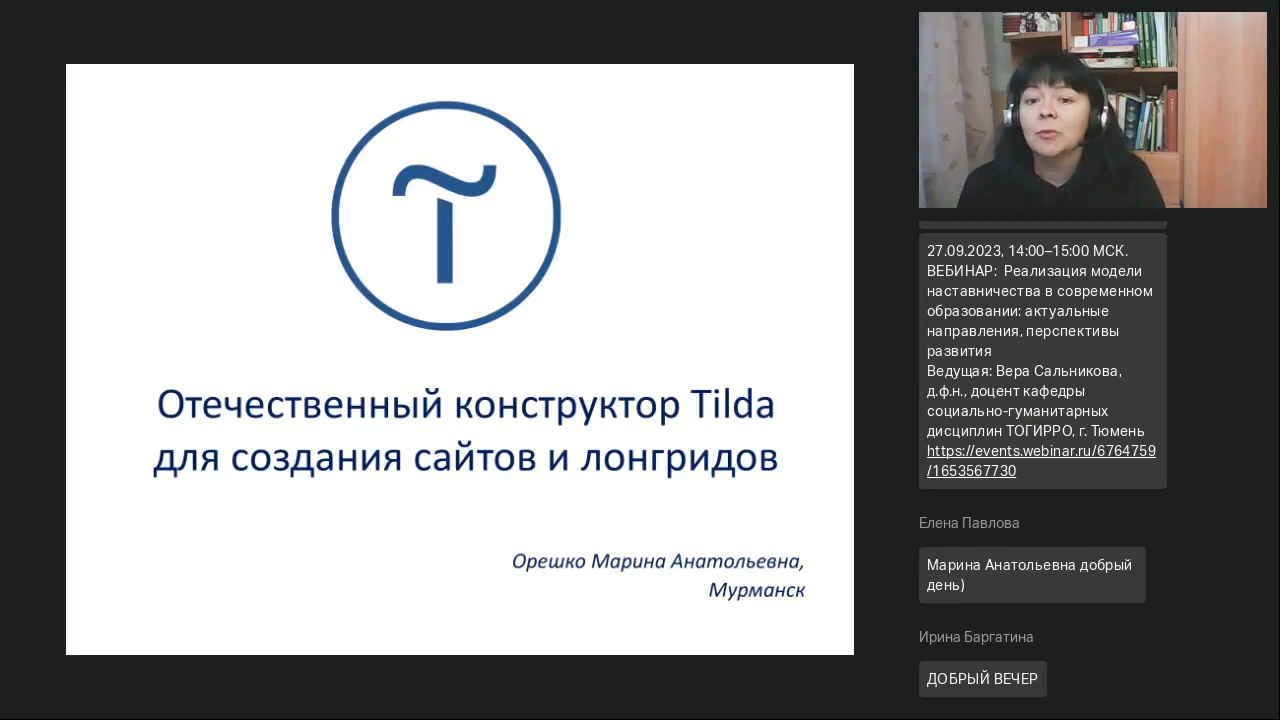 Отечественный конструктор Tilda
для создания сайтов и лонгридов
Орешко Марина Анатольевна,
Мурманск
27.09.2023, 14:00–15:00 МСК.
ВЕБИНАР:  Реализация модели
наставничества в современном
образовании: актуальные
направления, перспективы
развития
Ведущая: Вера Сальникова,
д.ф.н., доцент кафедры
социально-гуманитарных
дисциплин ТОГИРРО, г. Тюмень
https://events.webinar.ru/6764759
/1653567730
Елена Павлова
Марина Анатольевна добрый
день)
Ирина Баргатина
ДОБРЫЙ ВЕЧЕР